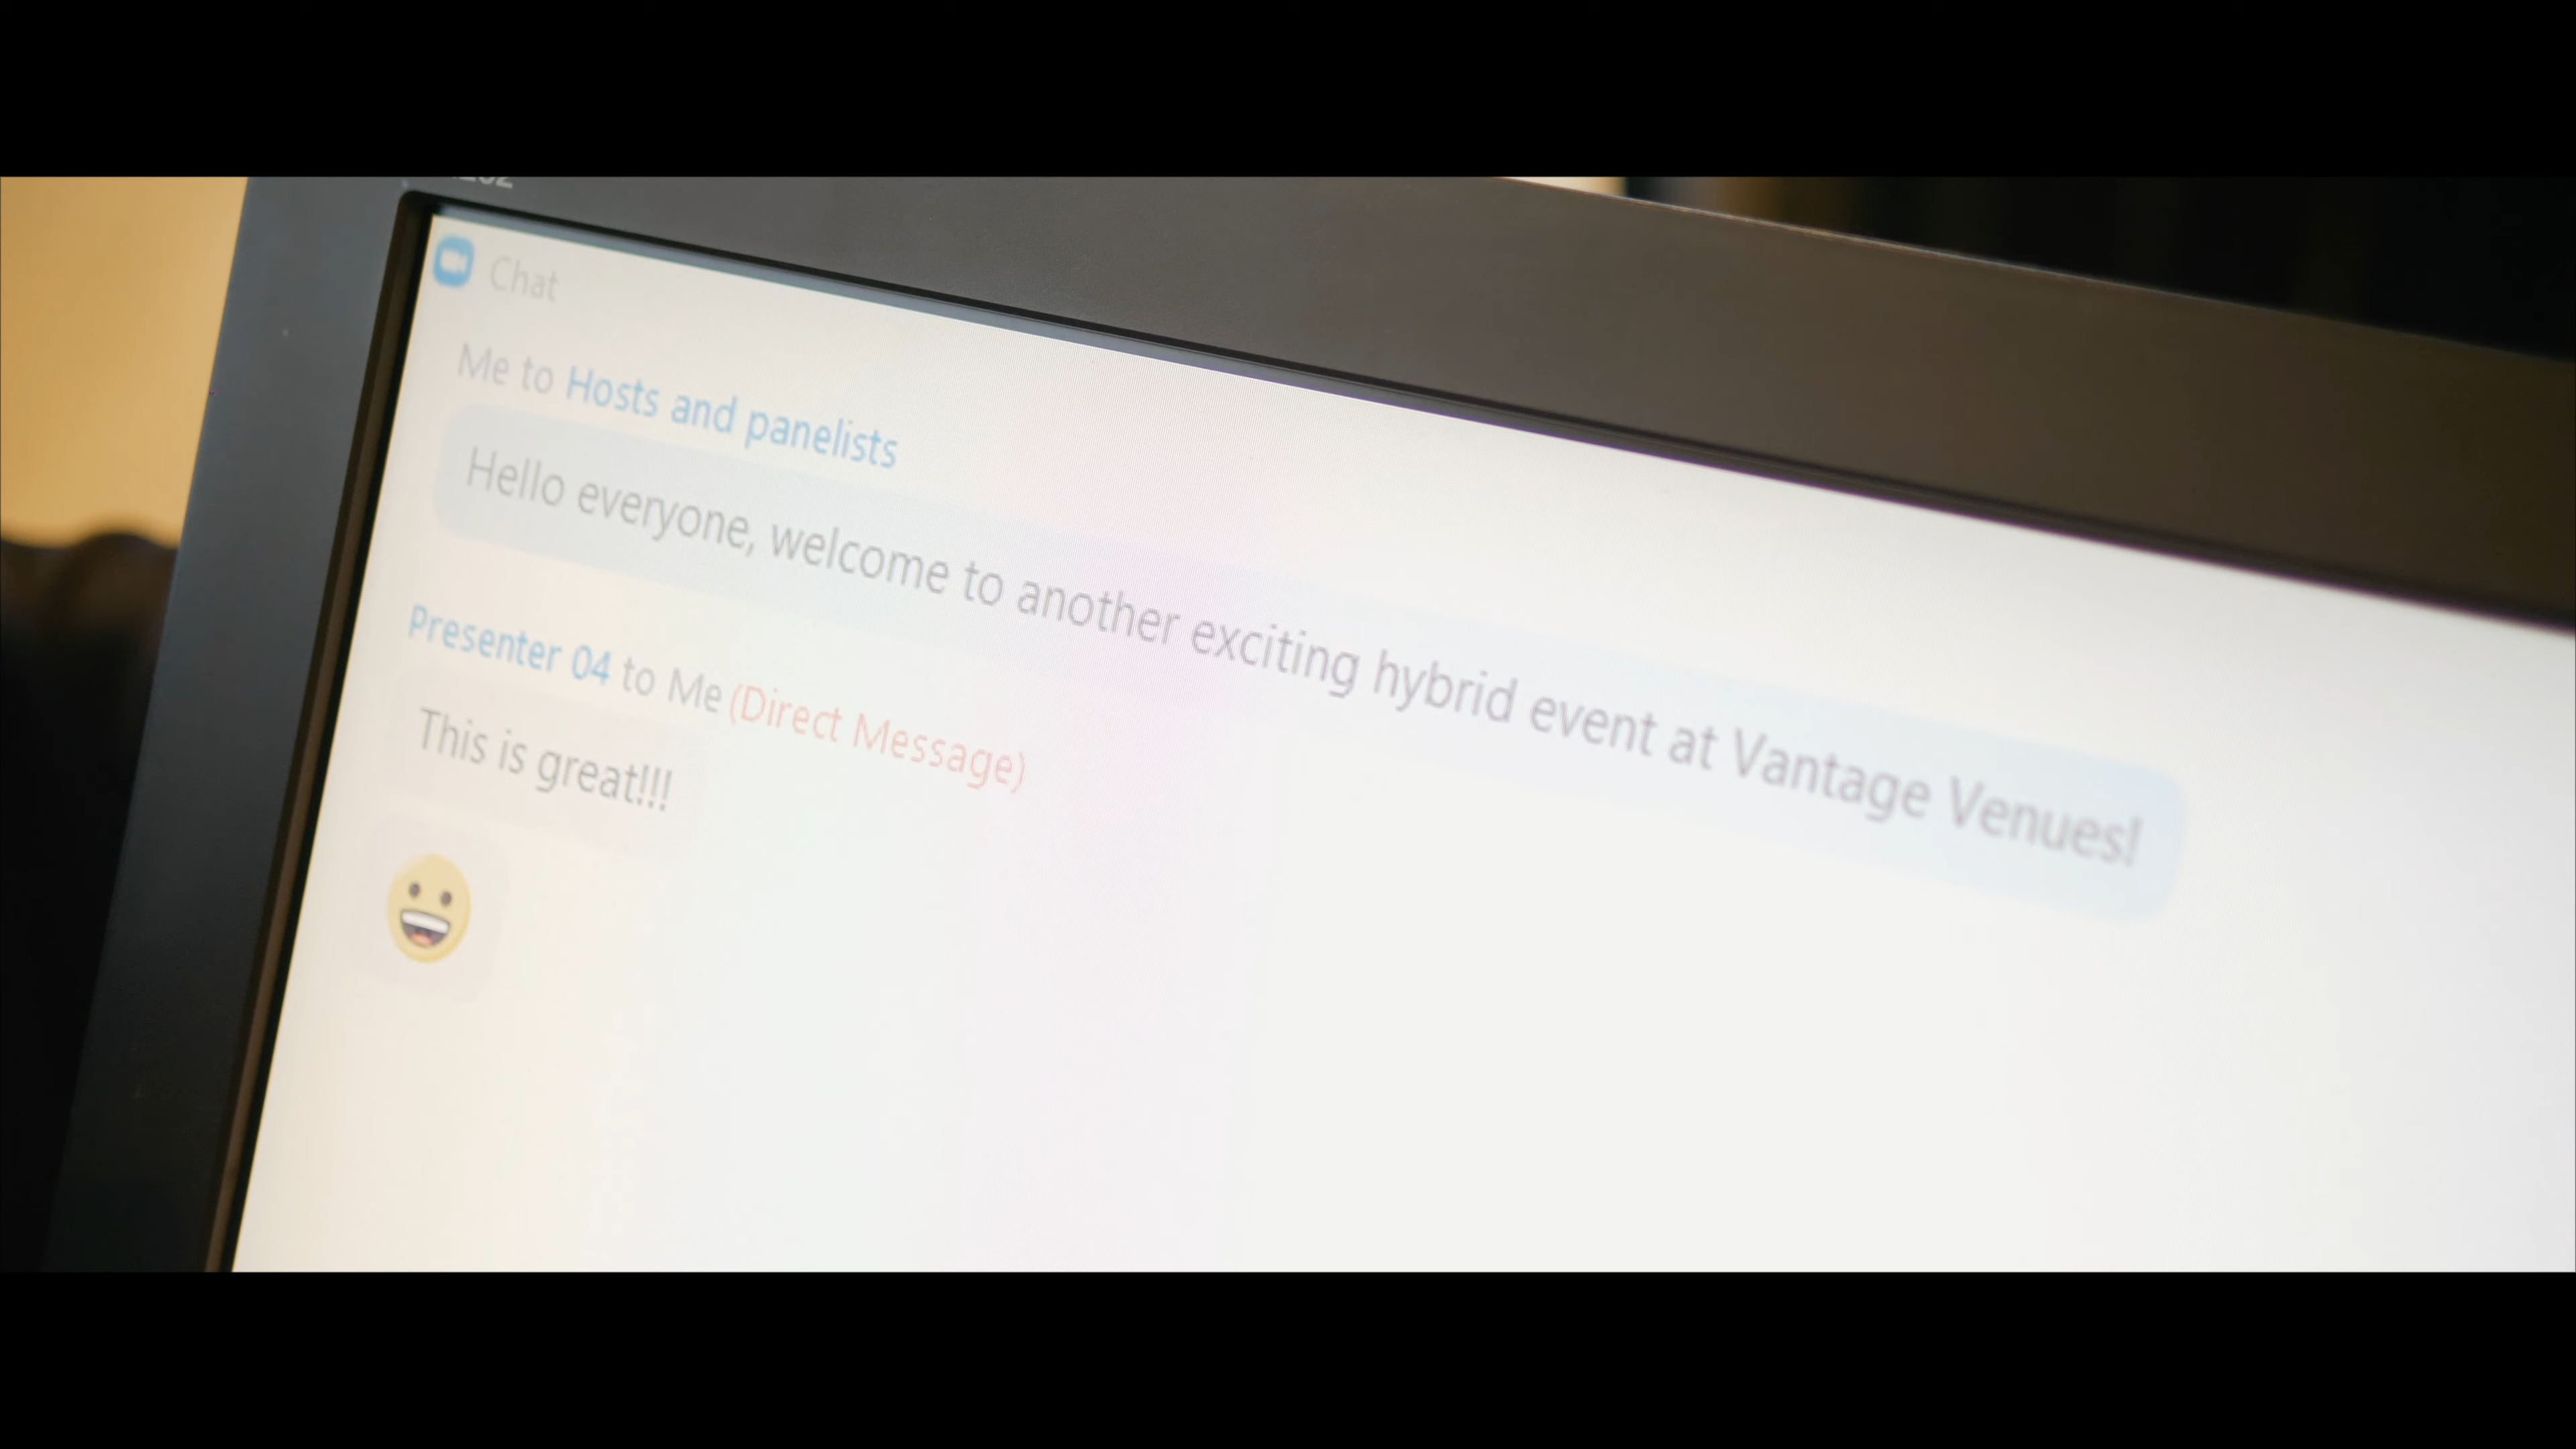 Chat
Me to Hosts and panelists
Hello everyone, welcome to another exciting hybrid event at Vantage Venues!
Presenter 04 to Me (Direct Message)
This is great!!!